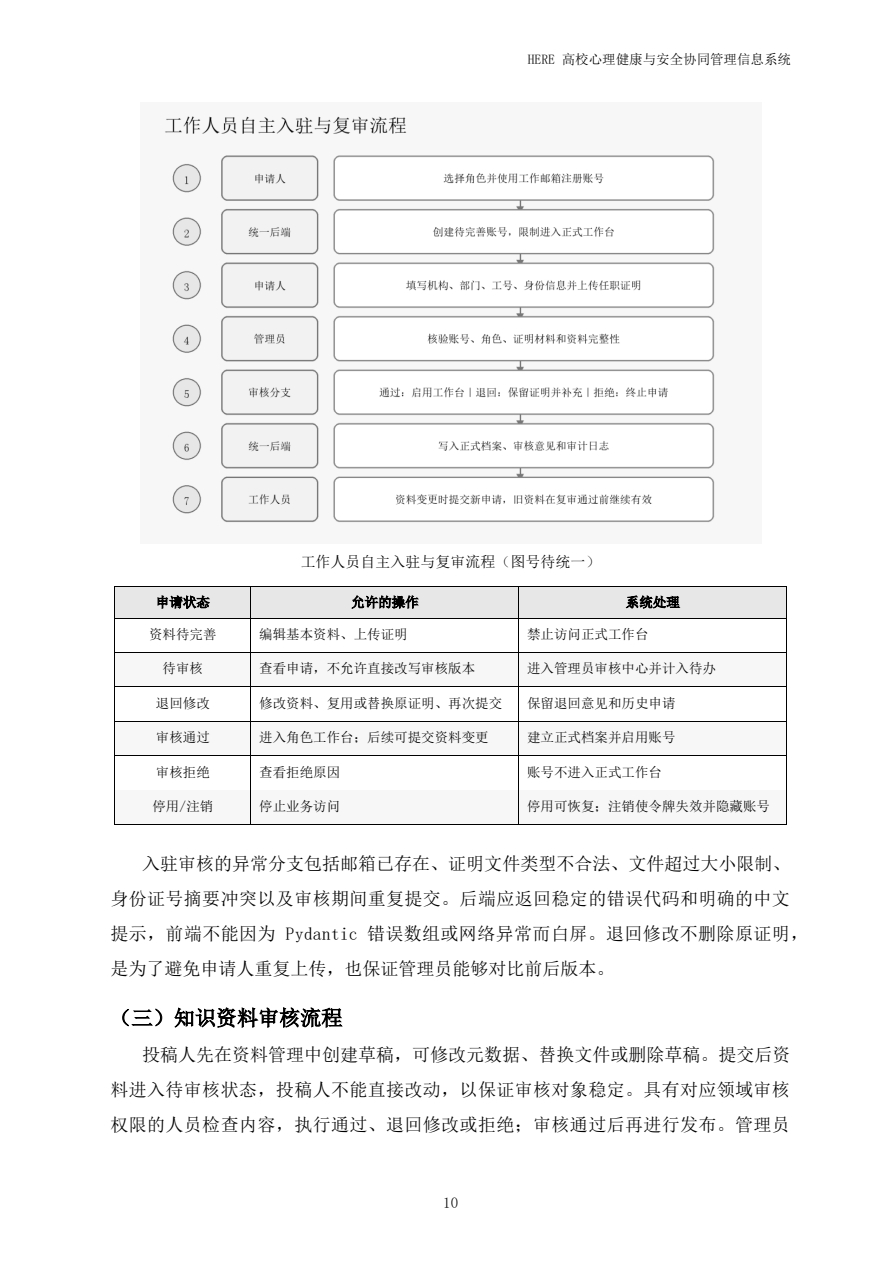 HERE 高校心理健康与安全协同管理信息系统
工作人员自主入驻与复审流程
1 申请人 选择角色并使用工作邮箱注册账号
2 统一后端 创建待完善账号，限制进入正式工作台
3 申请人 填写机构、部门、工号、身份信息并上传任职证明
4 管理员 核验账号、角色、证明材料和资料完整性
5 审核分支 通过：启用工作台｜退回：保留证明并补充｜拒绝：终止申请
6 统一后端 写入正式档案、审核意见和审计日志
7 工作人员 资料变更时提交新申请，旧资料在复审通过前继续有效
工作人员自主入驻与复审流程（图号待统一）
申请状态 允许的操作 系统处理
资料待完善 编辑基本资料、上传证明 禁止访问正式工作台
待审核 查看申请，不允许直接改写审核版本 进入管理员审核中心并计入待办
退回修改 修改资料、复用或替换原证明、再次提交 保留退回意见和历史申请
审核通过 进入角色工作台；后续可提交资料变更 建立正式档案并启用账号
审核拒绝 查看拒绝原因 账号不进入正式工作台
停用/注销 停止业务访问 停用可恢复；注销使令牌失效并隐藏账号
入驻审核的异常分支包括邮箱已存在、证明文件类型不合法、文件超过大小限制、
身份证号摘要冲突以及审核期间重复提交。后端应返回稳定的错误代码和明确的中文
提示，前端不能因为 Pydantic 错误数组或网络异常而白屏。退回修改不删除原证明，
是为了避免申请人重复上传，也保证管理员能够对比前后版本。
（三）知识资料审核流程
投稿人先在资料管理中创建草稿，可修改元数据、替换文件或删除草稿。提交后资
料进入待审核状态，投稿人不能直接改动，以保证审核对象稳定。具有对应领域审核
权限的人员检查内容，执行通过、退回修改或拒绝；审核通过后再进行发布。管理员
10